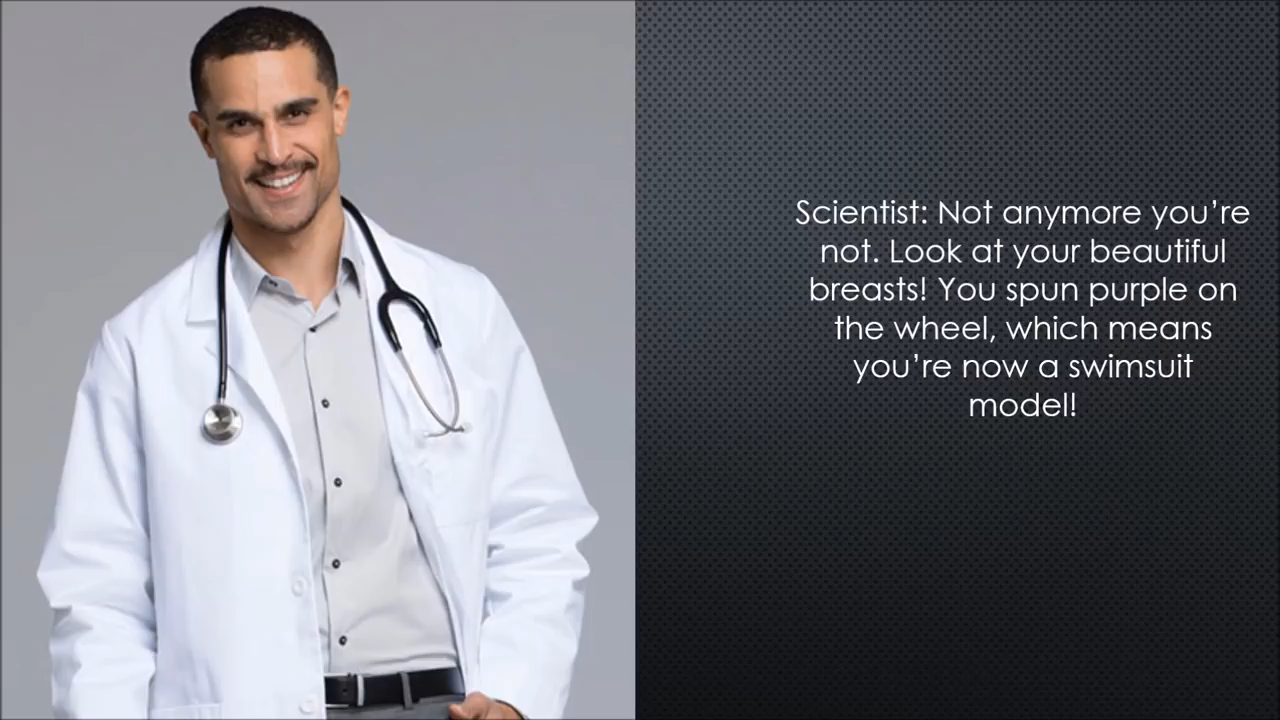 Scientist: Not anymore you’re
not. Look at your beautiful
breasts! You spun purple on
the wheel, which means
you’re now a swimsuit
model!